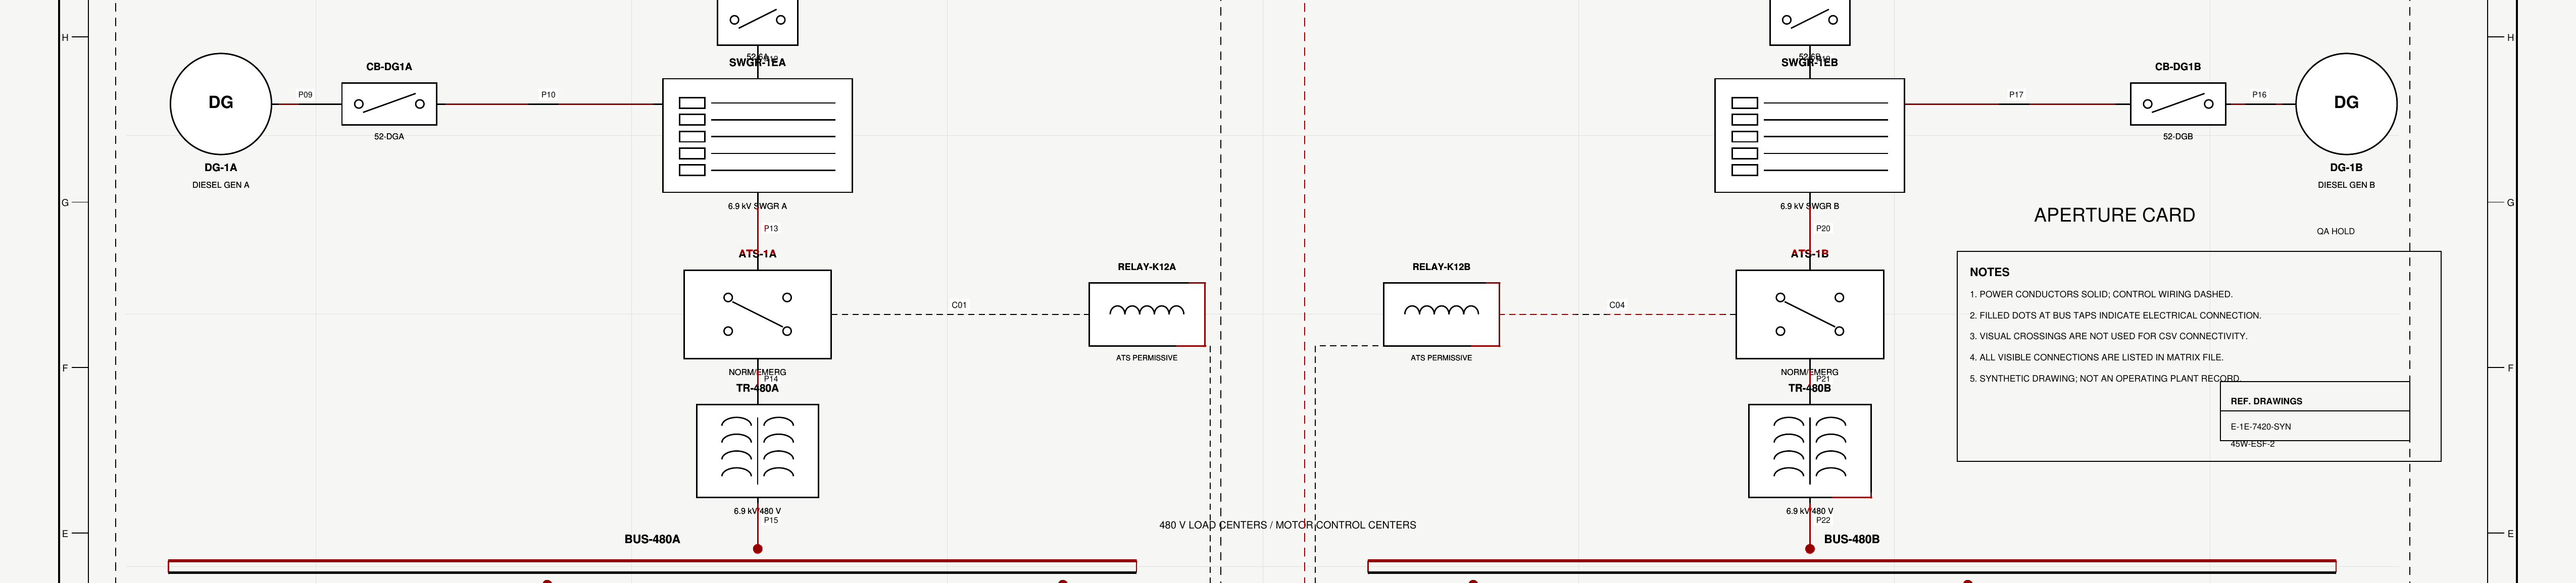 H
H
52-6A
52-6B
CB-DG1A
SWGR-1EA
SWGR-1EB
CB-DG1B
P09
P10
P17
P16
DG
DG
52-DGA
52-DGB
DG-1A
DG-1B
DIESEL GEN A
DIESEL GEN B
G
G
6.9 kV SWGR A
6.9 kV SWGR B
APERTURE CARD
P13
P20
QA HOLD
ATS-1A
ATS-1B
RELAY-K12A
RELAY-K12B
NOTES
1. POWER CONDUCTORS SOLID; CONTROL WIRING DASHED.
C01
C04
2. FILLED DOTS AT BUS TAPS INDICATE ELECTRICAL CONNECTION.
3. VISUAL CROSSINGS ARE NOT USED FOR CSV CONNECTIVITY.
ATS PERMISSIVE
ATS PERMISSIVE
4. ALL VISIBLE CONNECTIONS ARE LISTED IN MATRIX FILE.
F
F
NORM/EMERG
NORM/EMERG
P14
P21
5. SYNTHETIC DRAWING; NOT AN OPERATING PLANT RECORD.
TR-480A
TR-480B
REF. DRAWINGS
E-1E-7420-SYN
45W-ESF-2
6.9 kV/480 V
6.9 kV/480 V
P15
P22
480 V LOAD CENTERS / MOTOR CONTROL CENTERS
E
E
BUS-480A
BUS-480B